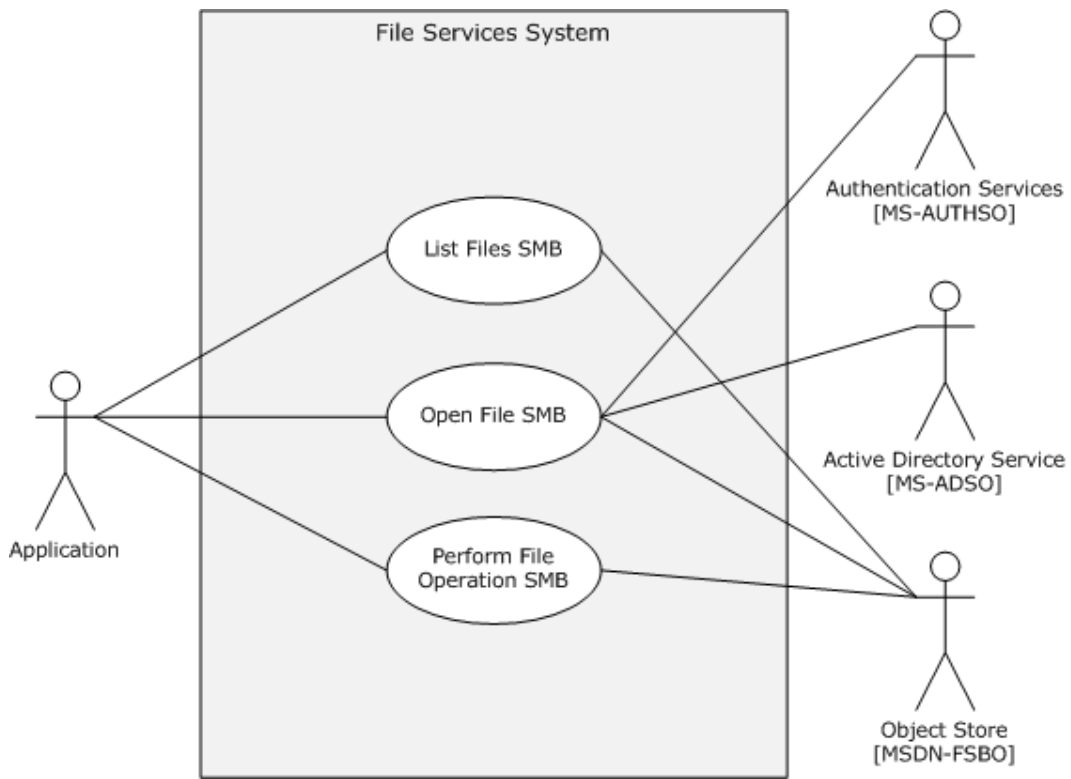 File Services System
Authentication Services
[MS-AUTHSO]
List Files SMB
Open File SMB
Active Directory Service
[MS-ADSO]
Application
Perform File
Operation SMB
Object Store
[MSDN-FSBO]